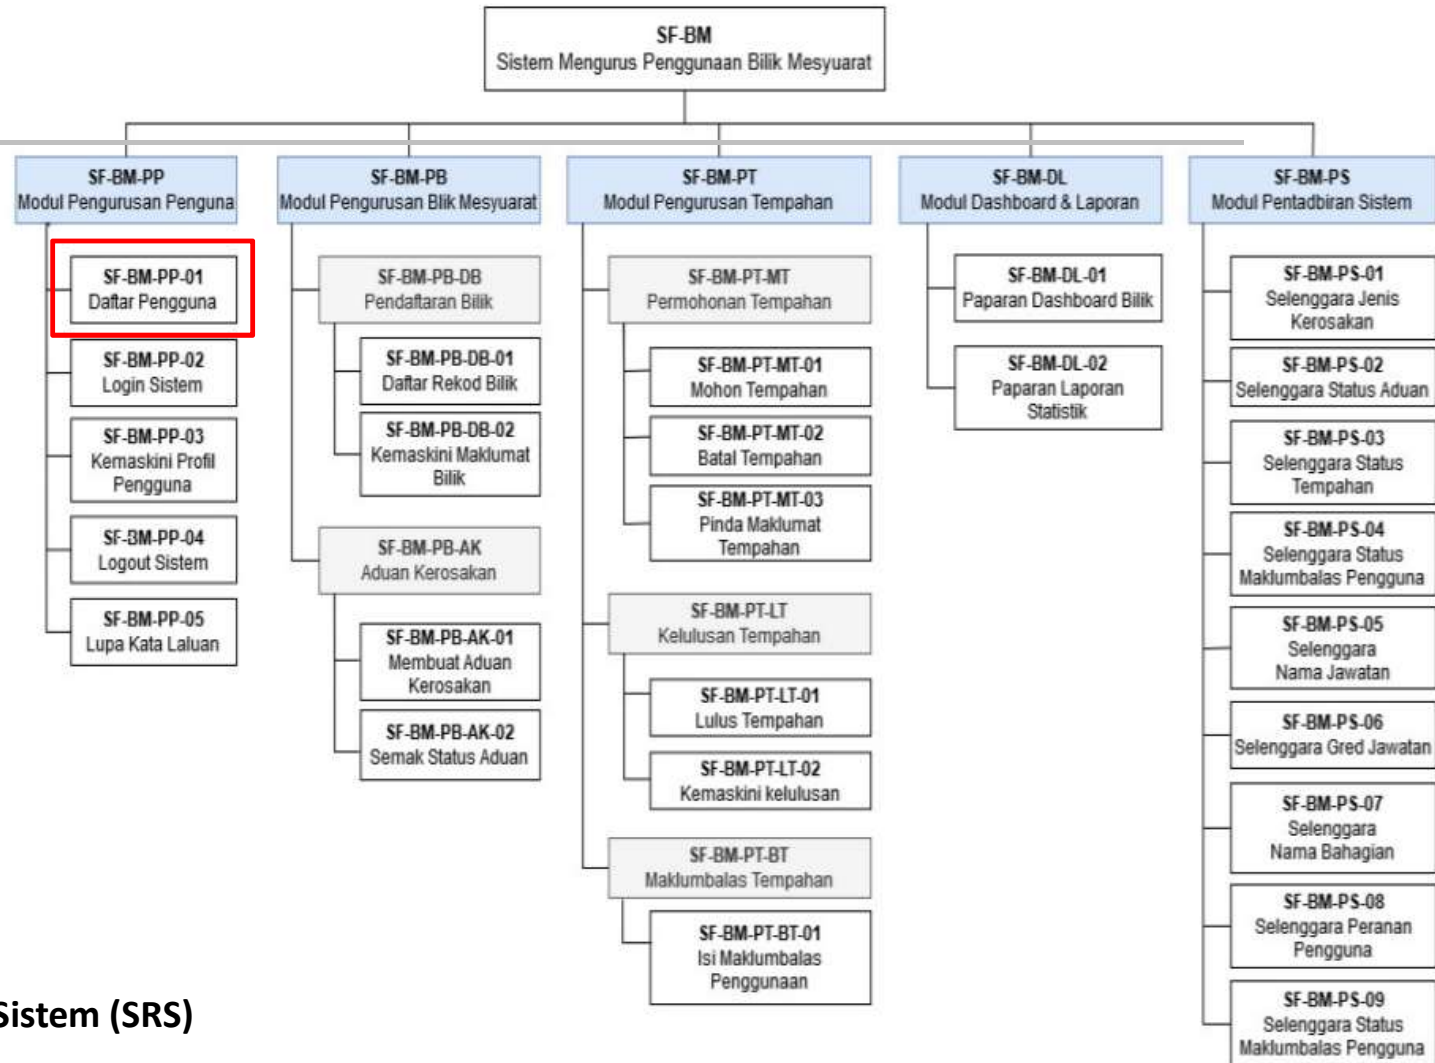 SF-BM
Sistem Mengurus Penggunaan Bilik Mesyuarat
SF-BM-PP
Modul Pengurusan Penguna
SF-BM-PP-01
Daftar Pengguna
SF-BM-PP-02
Login Sistem
SF-BM-PP-03
Kemaskini Profil
Pengguna
SF-BM-PP-04
Logout Sistem
SF-BM-PP-05
Lupa Kata Laluan
SF-BM-PB
Modul Pengurusan Blik Mesyuarat
SF-BM-PB-DB
Pendaftaran Bilik
SF-BM-PB-DB-01
Daftar Rekod Bilik
SF-BM-PB-DB-02
Kemaskini Maklumat
Bilik
SF-BM-PB-AK
Aduan Kerosakan
SF-BM-PB-AK-01
Membuat Aduan
Kerosakan
SF-BM-PB-AK-02
Semak Status Aduan
SF-BM-PT
Modul Pengurusan Tempahan
SF-BM-PT-MT
Permohonan Tempahan
SF-BM-PT-MT-01
Mohon Tempahan
SF-BM-PT-MT-02
Batal Tempahan
SF-BM-PT-MT-03
Pinda Maklumat
Tempahan
SF-BM-PT-LT
Kelulusan Tempahan
SF-BM-PT-LT-01
Lulus Tempahan
SF-BM-PT-LT-02
Kemaskini kelulusan
SF-BM-PT-BT
Maklumbalas Tempahan
SF-BM-PT-BT-01
Isi Maklumbalas
Penggunaan
SF-BM-DL
Modul Dashboard & Laporan
SF-BM-DL-01
Paparan Dashboard Bilik
SF-BM-DL-02
Paparan Laporan
Statistik
SF-BM-PS
Modul Pentadbiran Sistem
SF-BM-PS-01
Selenggara Jenis
Kerosakan
SF-BM-PS-02
Selenggara Status Aduan
SF-BM-PS-03
Selenggara Status
Tempahan
SF-BM-PS-04
Selenggara Status
Maklumbalas Pengguna
SF-BM-PS-05
Selenggara
Nama Jawatan
SF-BM-PS-06
Selenggara Gred Jawatan
SF-BM-PS-07
Selenggara
Nama Bahagian
SF-BM-PS-08
Selenggara Peranan
Pengguna
SF-BM-PS-09
Selenggara Status
Maklumbalas Pengguna
Sistem (SRS)